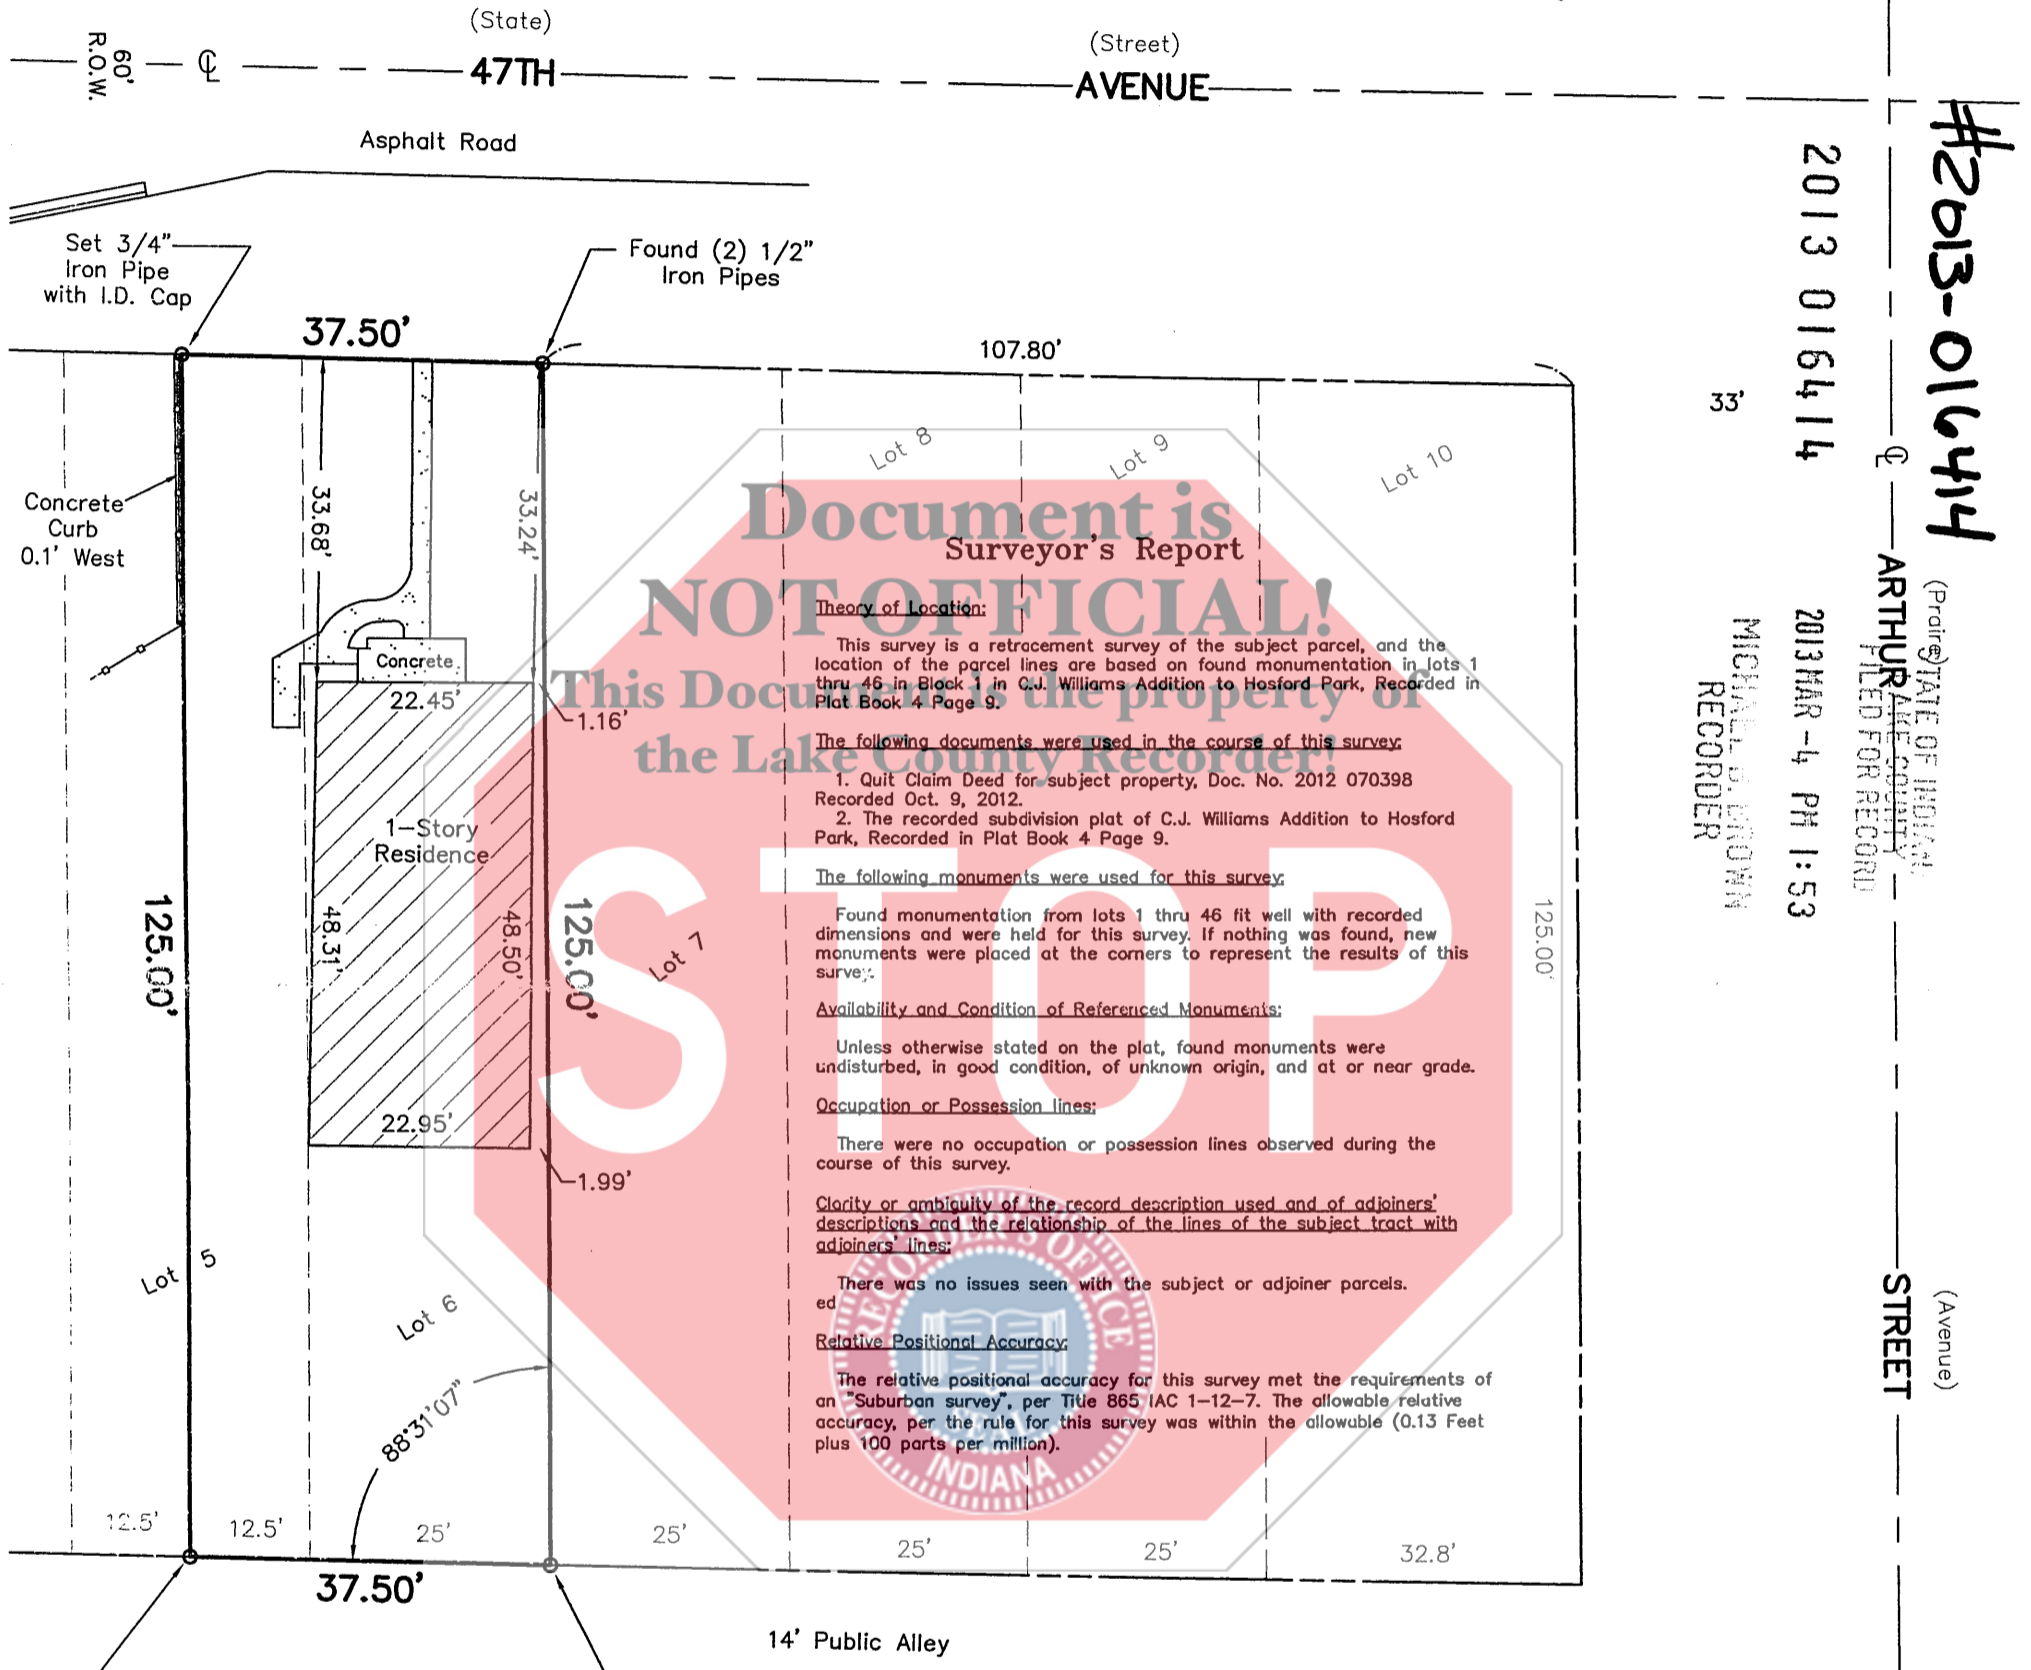 (State)
(Street)
60'
R.O.W.
℄
47TH
AVENUE
Asphalt Road
#2013-016414
2013 016414
Set 3/4"
Iron Pipe
with I.D. Cap
Found (2) 1/2"
Iron Pipes
37.50'
107.80'
33'
Lot 8
Lot 9
Lot 10
℄
Concrete
Curb
0.1' West
33.68'
33.24'
Document is
NOT OFFICIAL!
This Document is the property of
the Lake County Recorder!
STOP
Surveyor's Report
Theory of Location:
This survey is a retracement survey of the subject parcel, and the
location of the parcel lines are based on found monumentation in lots 1
thru 46 in Block 1 in C.J. Williams Addition to Hosford Park, Recorded in
Plat Book 4 Page 9.
The following documents were used in the course of this survey:
1. Quit Claim Deed for subject property, Doc. No. 2012 070398
Recorded Oct. 9, 2012.
2. The recorded subdivision plat of C.J. Williams Addition to Hosford
Park, Recorded in Plat Book 4 Page 9.
The following monuments were used for this survey:
Found monumentation from lots 1 thru 46 fit well with recorded
dimensions and were held for this survey. If nothing was found, new
monuments were placed at the corners to represent the results of this
survey.
Availability and Condition of Referenced Monuments:
Unless otherwise stated on the plat, found monuments were
undisturbed, in good condition, of unknown origin, and at or near grade.
Occupation or Possession lines:
There were no occupation or possession lines observed during the
course of this survey.
Clarity or ambiguity of the record description used and of adjoiners'
descriptions and the relationship of the lines of the subject tract with
adjoiners' lines:
There was no issues seen with the subject or adjoiner parcels.
ed
Relative Positional Accuracy:
The relative positional accuracy for this survey met the requirements of
an "Suburban survey", per Title 865 IAC 1-12-7. The allowable relative
accuracy, per the rule for this survey was within the allowable (0.13 Feet
plus 100 parts per million).
RECORDER'S OFFICE
SEAL
INDIANA
Concrete
22.45'
1.16'
1-Story
Residence
48.31'
48.50'
125.00'
125.00'
125.00'
Lot 7
22.95'
1.99'
Lot 5
Lot 6
88°31'07"
12.5'
12.5'
25'
25'
25'
25'
32.8'
37.50'
14' Public Alley
ARTHUR
(Prairie)
STATE OF INDIANA
LAKE COUNTY
FILED FOR RECORD
2013 MAR -4 PM 1:53
MICHAEL B. BROWN
RECORDER
STREET
(Avenue)